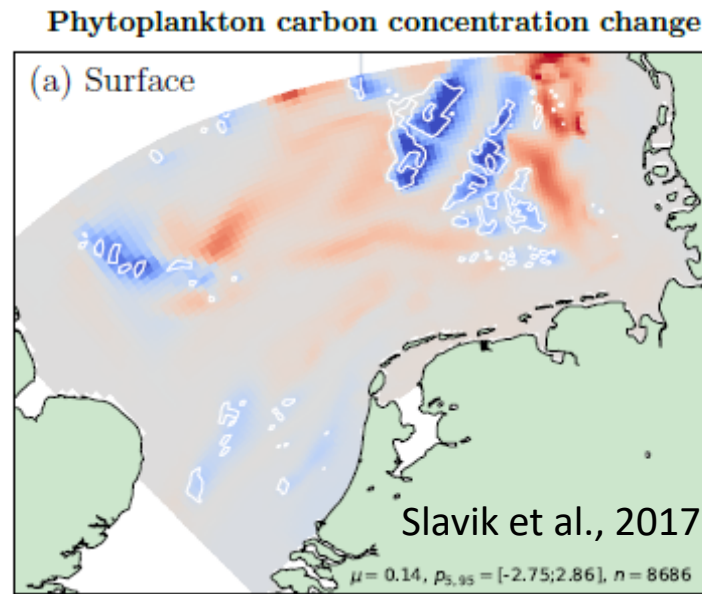 Phytoplankton carbon concentration change
(a) Surface
Slavik et al., 2017
μ= 0.14, p5,95 = [-2.75;2.86], n = 8686